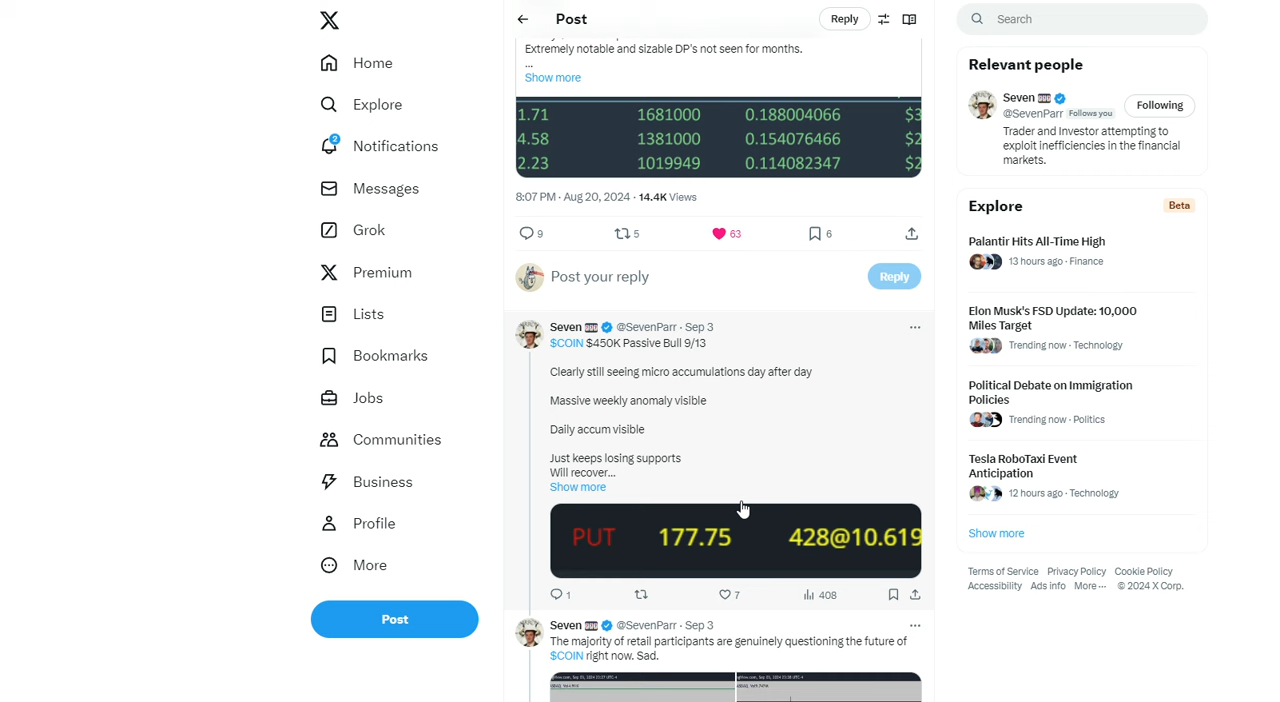 Home
Explore
2
Notifications
Messages
Grok
Premium
Lists
Bookmarks
Jobs
Communities
Business
Profile
More
Post
Post
Reply
Extremely notable and sizable DP's not seen for months.
...
Show more
1.71 1681000 0.188004066 $3
4.58 1381000 0.154076466 $2
2.23 1019949 0.114082347 $2
8:07 PM · Aug 20, 2024 · 14.4K Views
9 5 63 6
Post your reply
Reply
Seven @SevenParr · Sep 3
$COIN $450K Passive Bull 9/13
Clearly still seeing micro accumulations day after day
Massive weekly anomaly visible
Daily accum visible
Just keeps losing supports
Will recover...
Show more
PUT 177.75 428@10.619
1 7 408
Seven @SevenParr · Sep 3
The majority of retail participants are genuinely questioning the future of
$COIN right now. Sad.
Search
Relevant people
Seven
@SevenParr Follows you
Following
Trader and Investor attempting to
exploit inefficiencies in the financial
markets.
Explore
Beta
Palantir Hits All-Time High
13 hours ago · Finance
Elon Musk's FSD Update: 10,000
Miles Target
Trending now · Technology
Political Debate on Immigration
Policies
Trending now · Politics
Tesla RoboTaxi Event
Anticipation
12 hours ago · Technology
Show more
Terms of Service Privacy Policy Cookie Policy
Accessibility Ads info More ··· © 2024 X Corp.